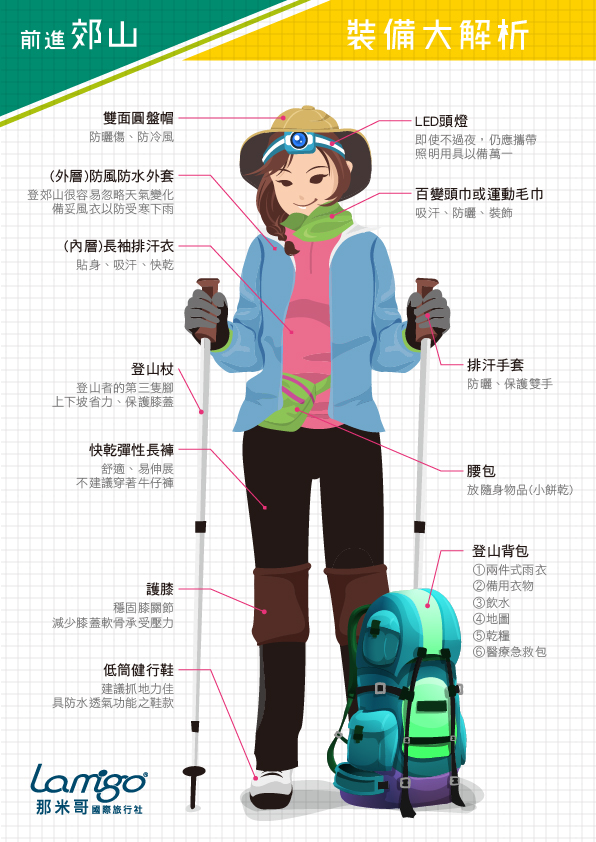 前進郊山
裝備大解析
雙面圓盤帽
防曬傷、防冷風
(外層)防風防水外套
登郊山很容易忽略天氣變化
備妥風衣以防受寒下雨
(內層)長袖排汗衣
貼身、吸汗、快乾
登山杖
登山者的第三隻腳
上下坡省力、保護膝蓋
快乾彈性長褲
舒適、易伸展
不建議穿著牛仔褲
護膝
穩固膝關節
減少膝蓋軟骨承受壓力
低筒健行鞋
建議抓地力佳
具防水透氣功能之鞋款
LED頭燈
即使不過夜，仍應攜帶
照明用具以備萬一
百變頭巾或運動毛巾
吸汗、防曬、裝飾
排汗手套
防曬、保護雙手
腰包
放隨身物品(小餅乾)
登山背包
①兩件式雨衣
②備用衣物
③飲水
④地圖
⑤乾糧
⑥醫療急救包
Lamigo®
那米哥國際旅行社